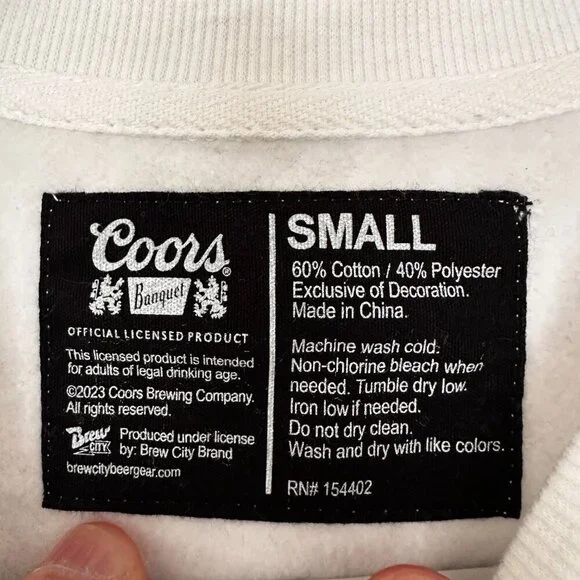 Coors®
Banquet
OFFICIAL LICENSED PRODUCT
This licensed product is intended
for adults of legal drinking age.
©2023 Coors Brewing Company.
All rights reserved.
Brew
CITY
Produced under license
by: Brew City Brand
brewcitybeergear.com
SMALL
60% Cotton / 40% Polyester
Exclusive of Decoration.
Made in China.
Machine wash cold.
Non-chlorine bleach when
needed. Tumble dry low.
Iron low if needed.
Do not dry clean.
Wash and dry with like colors.
RN# 154402